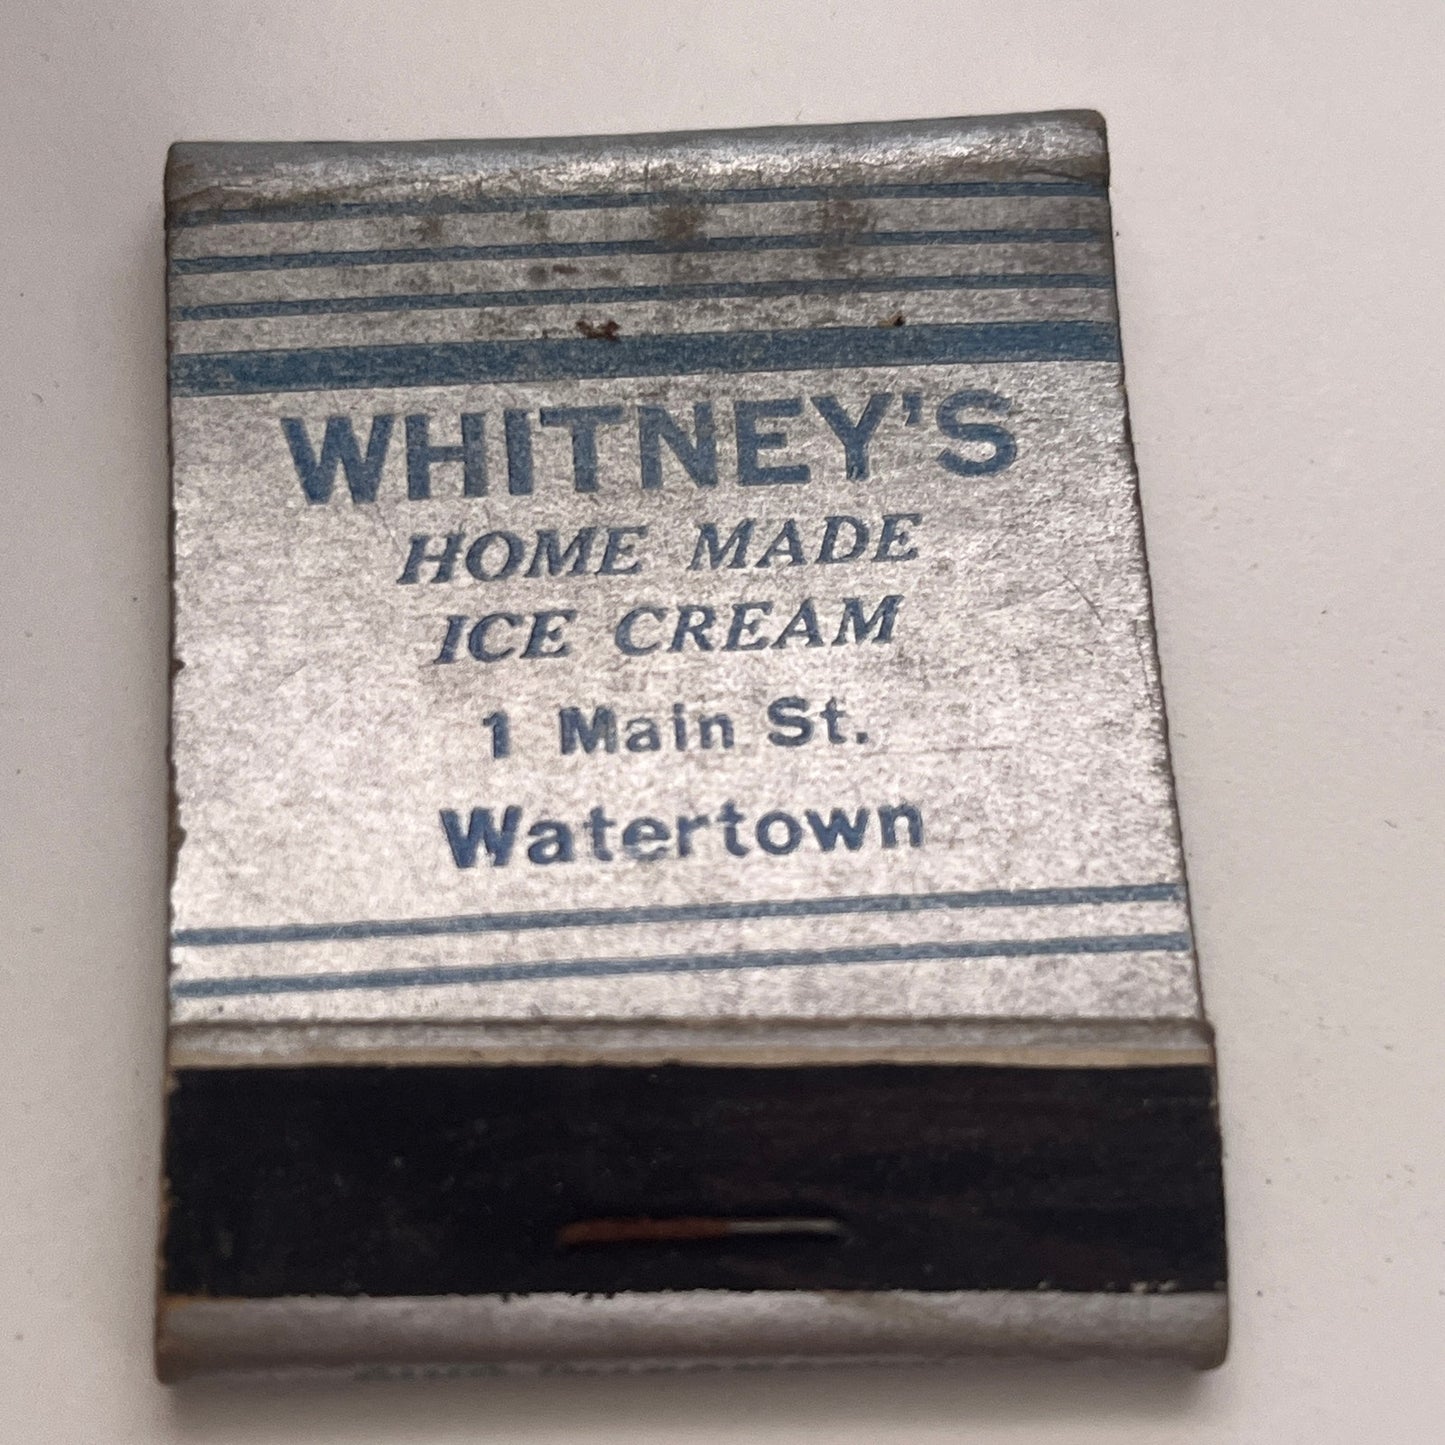 WHITNEY'S
HOME MADE
ICE CREAM
1 Main St.
Watertown